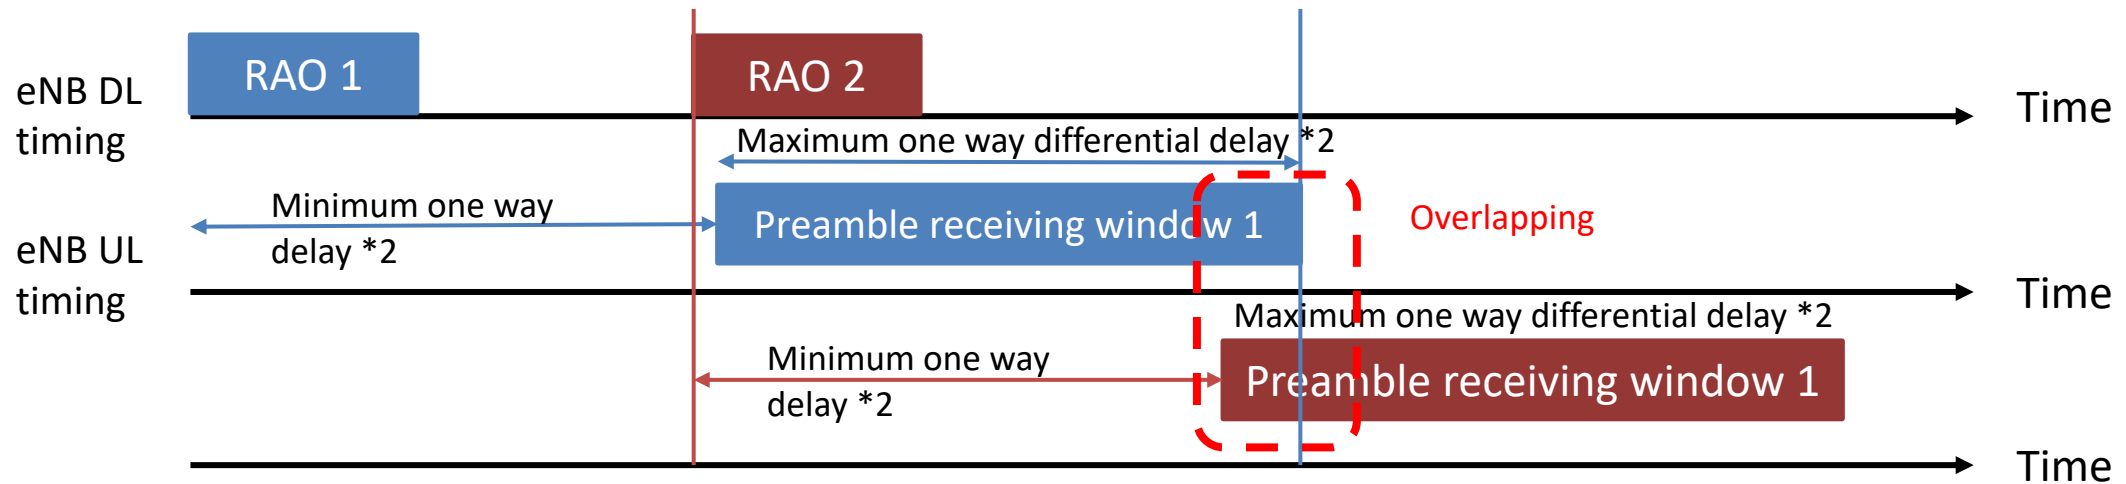 RAO 1
RAO 2
eNB DL
timing
Time
Maximum one way differential delay *2
Minimum one way
delay *2
Preamble receiving window 1
Overlapping
eNB UL
timing
Time
Maximum one way differential delay *2
Minimum one way
delay *2
Preamble receiving window 1
Time